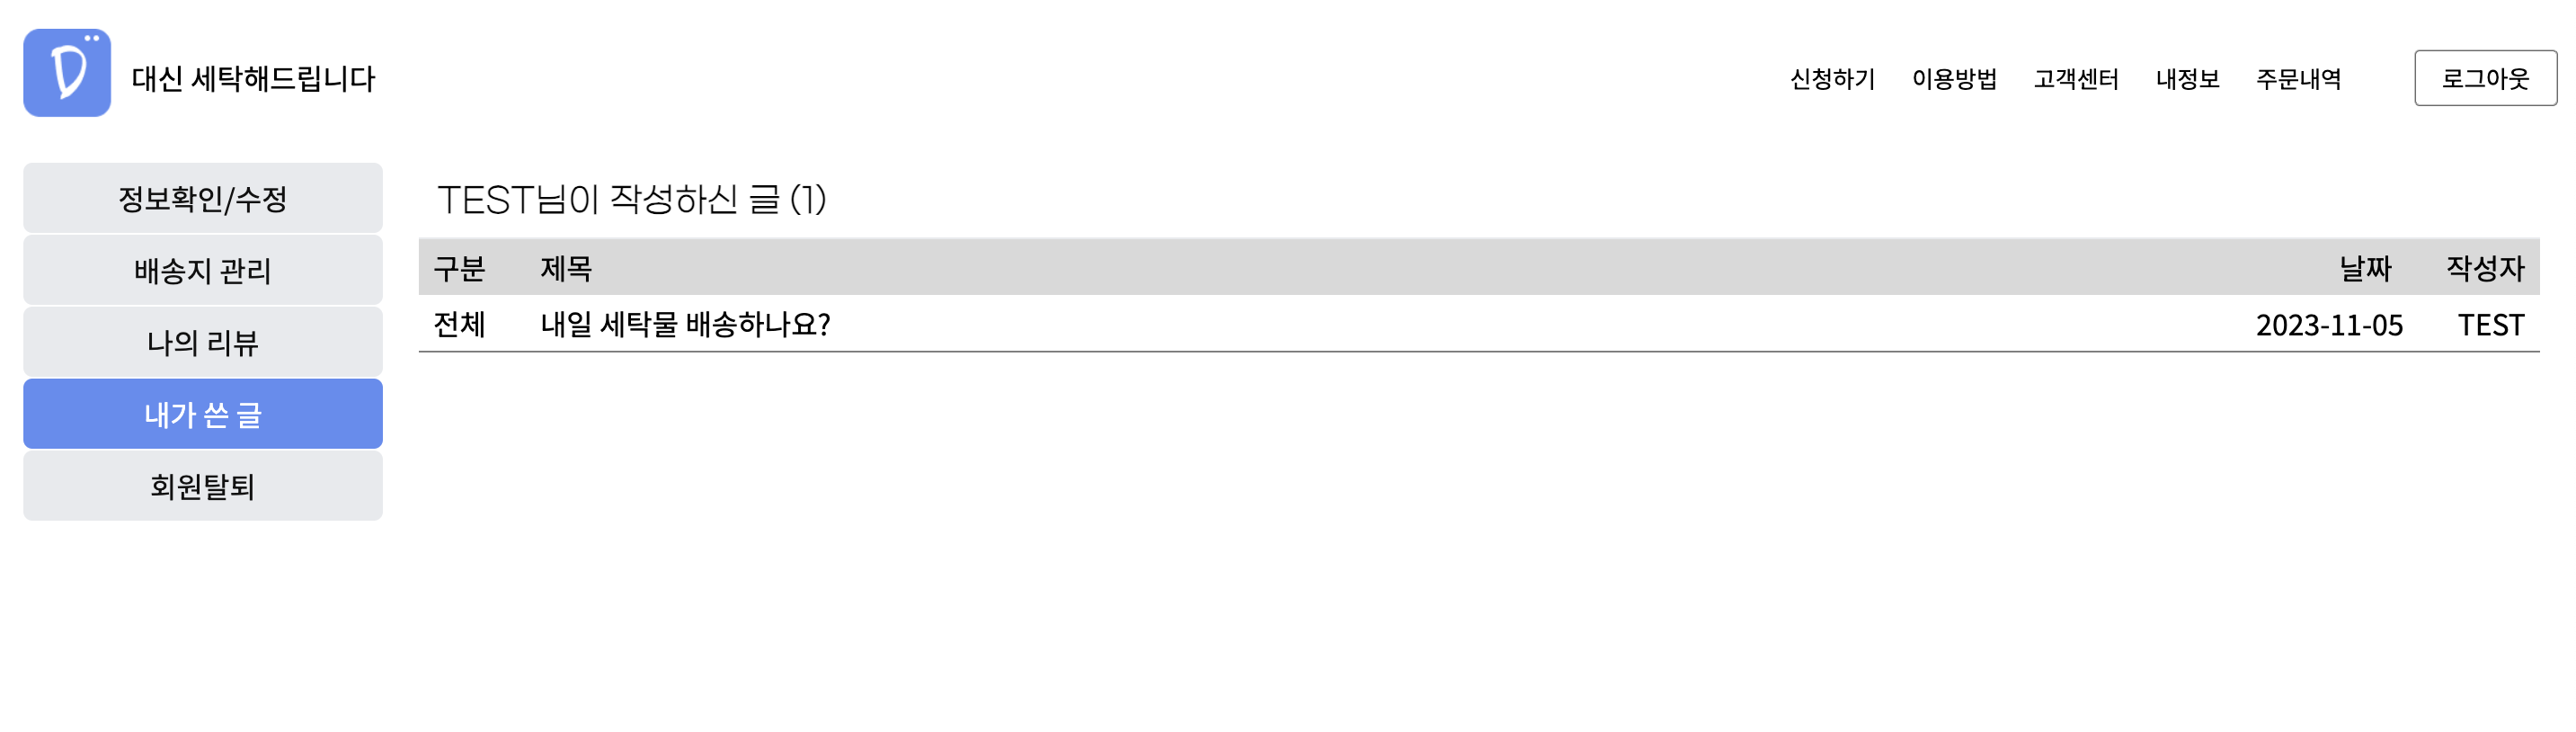 D
대신 세탁해드립니다
신청하기 이용방법 고객센터 내정보 주문내역 로그아웃
정보확인/수정
배송지 관리
나의 리뷰
내가 쓴 글
회원탈퇴
TEST님이 작성하신 글 (1)
구분 제목 날짜 작성자
전체 내일 세탁물 배송하나요? 2023-11-05 TEST